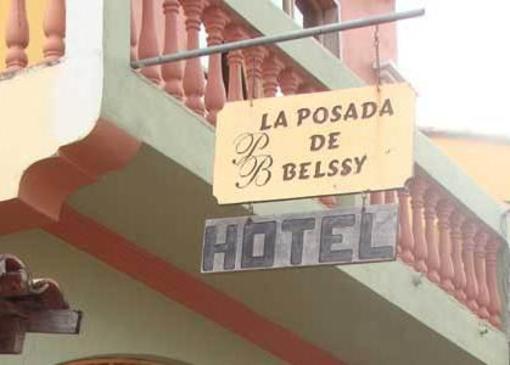 LA POSADA
DE
BELSSY
PB
HOTEL